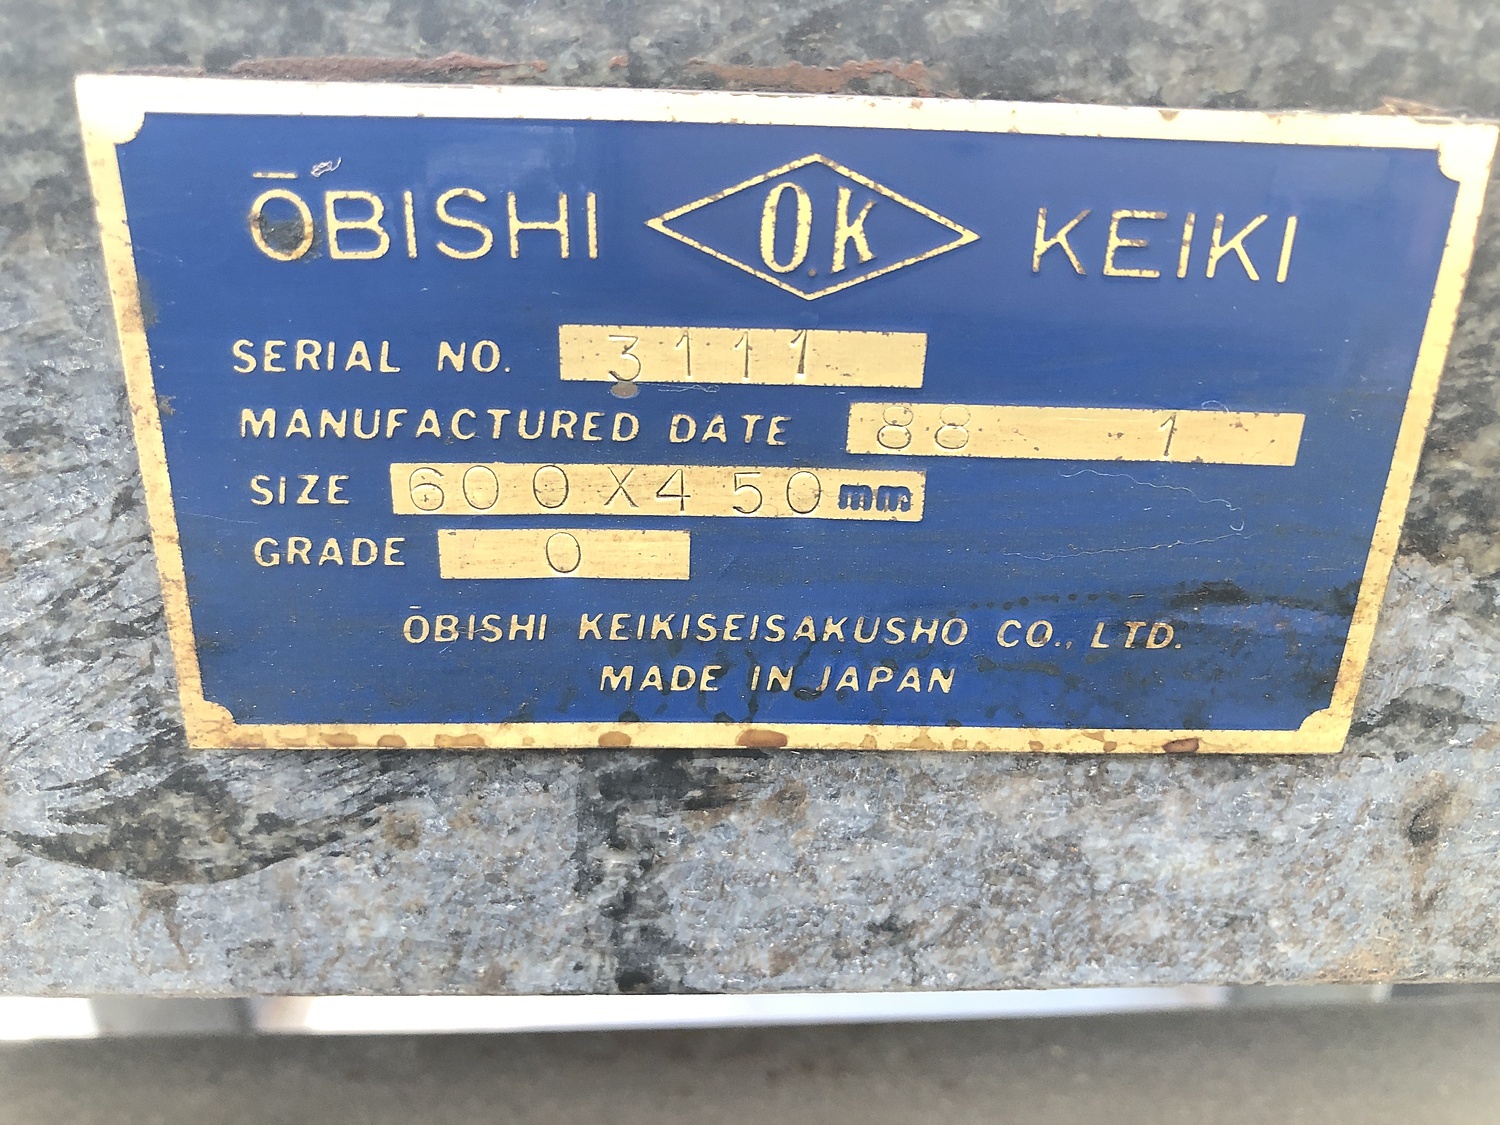 ŌBISHI O.K KEIKI
SERIAL NO. 3111
MANUFACTURED DATE 88 1
SIZE 600X450mm
GRADE 0
ŌBISHI KEIKISEISAKUSHO CO., LTD.
MADE IN JAPAN